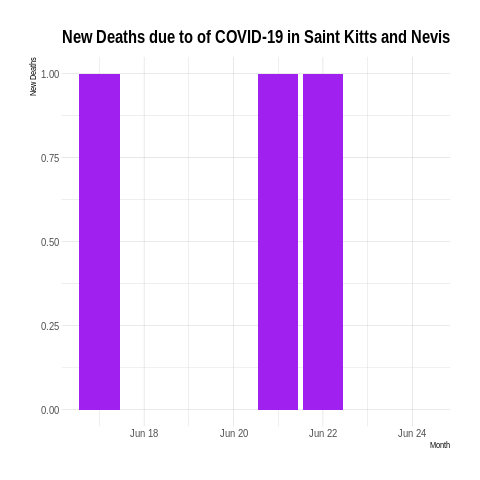 New Deaths due to of COVID-19 in Saint Kitts and Nevis
New Deaths
1.00
0.75
0.50
0.25
0.00
Jun 18 Jun 20 Jun 22 Jun 24
Month